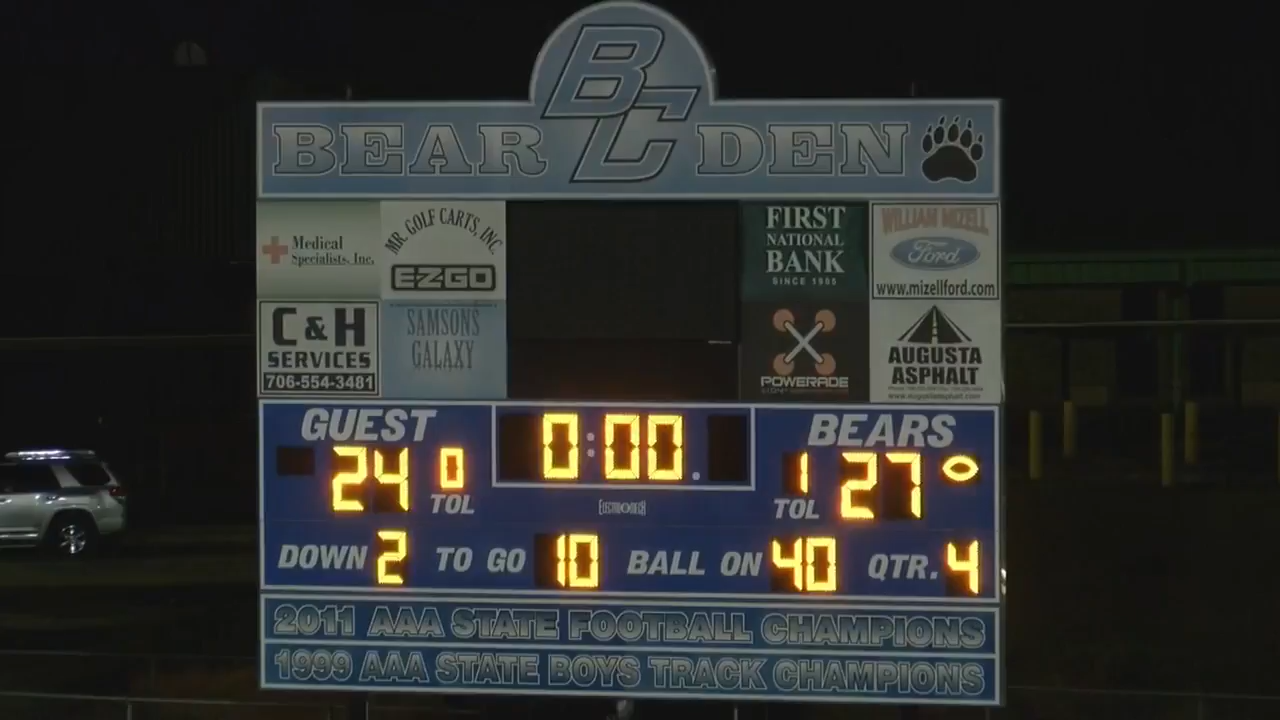 BC
BEAR DEN
Medical
Specialists, Inc.
MR. GOLF CARTS, INC.
EZGO
FIRST
NATIONAL
BANK
SINCE 1905
WILLIAM MIZELL
Ford
www.mizellford.com
C & H
SERVICES
706-554-3481
SAMSON'S
GALAXY
POWERADE
AUGUSTA
ASPHALT
GUEST
0:00.
BEARS
24 0
1 27
TOL
TOL
DOWN 2 TO GO 10 BALL ON 40 QTR. 4
2011 AAA STATE FOOTBALL CHAMPIONS
1999 AAA STATE BOYS TRACK CHAMPIONS